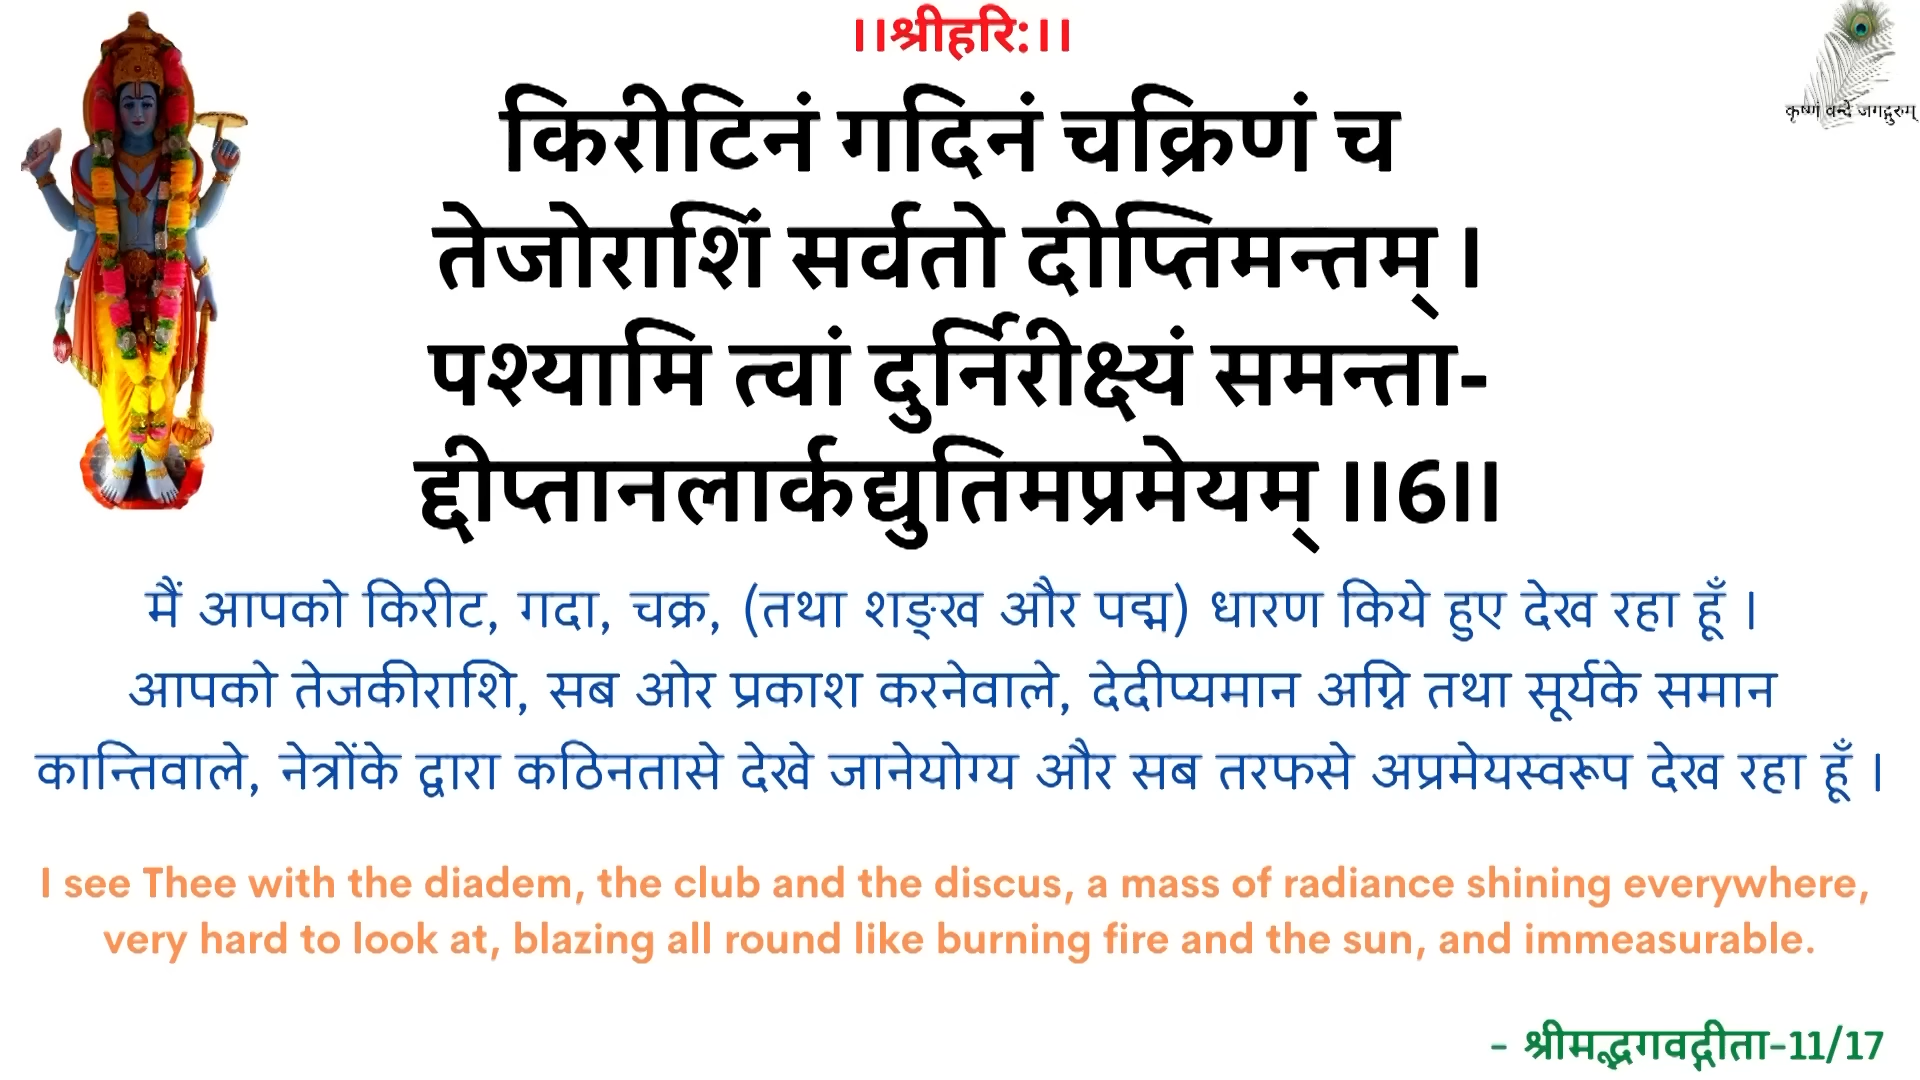 ।।श्रीहरि:।।
कृष्णं वन्दे जगद्गुरुम्
किरीटिनं गदिनं चक्रिणं च
तेजोराशिं सर्वतो दीप्तिमन्तम् ।
पश्यामि त्वां दुर्निरीक्ष्यं समन्ता-
द्दीप्तानलार्कद्युतिमप्रमेयम् ।।6।।
मैं आपको किरीट, गदा, चक्र, (तथा शङ्ख और पद्म) धारण किये हुए देख रहा हूँ ।
आपको तेजकीराशि, सब ओर प्रकाश करनेवाले, देदीप्यमान अग्नि तथा सूर्यके समान
कान्तिवाले, नेत्रोंके द्वारा कठिनतासे देखे जानेयोग्य और सब तरफसे अप्रमेयस्वरूप देख रहा हूँ ।
I see Thee with the diadem, the club and the discus, a mass of radiance shining everywhere,
very hard to look at, blazing all round like burning fire and the sun, and immeasurable.
- श्रीमद्भगवद्गीता-11/17